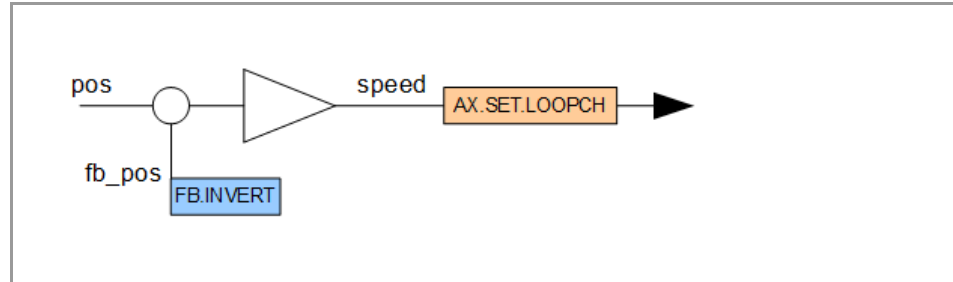 pos
speed
AX.SET.LOOPCH
fb_pos
FB.INVERT